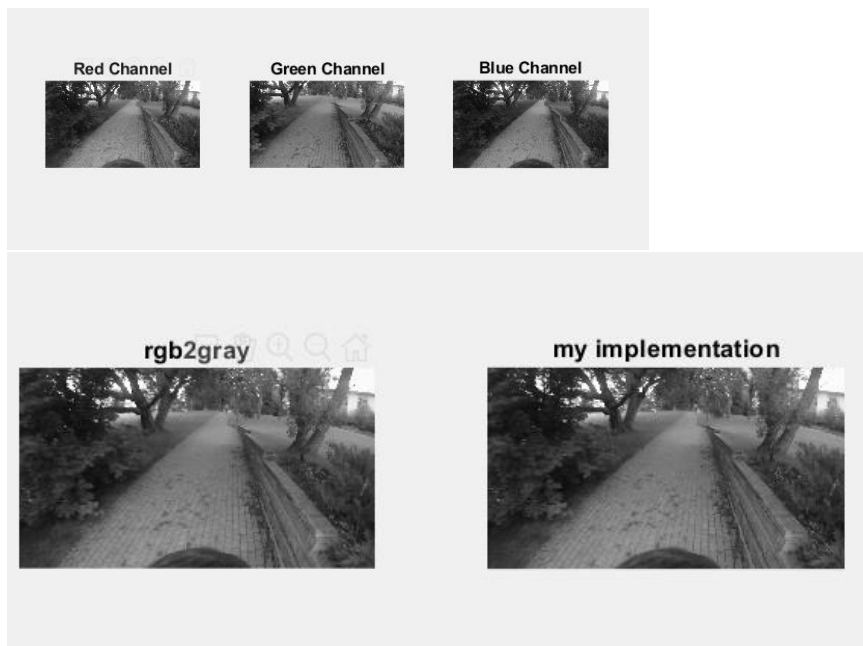 Red Channel
Green Channel
Blue Channel
rgb2gray
my implementation